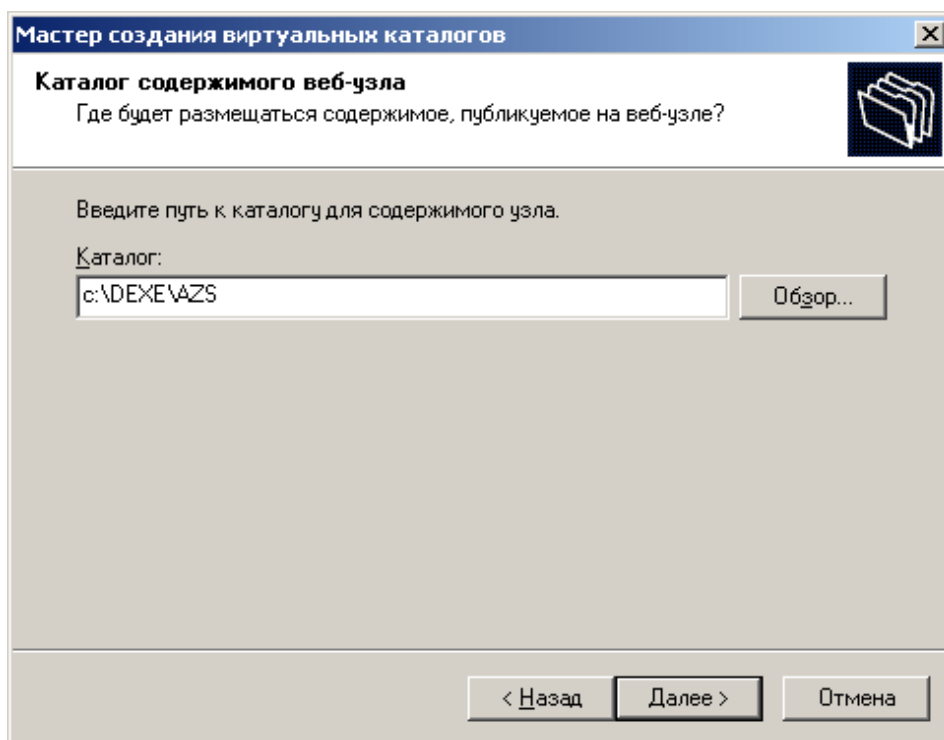 Мастер создания виртуальных каталогов
Каталог содержимого веб-узла
Где будет размещаться содержимое, публикуемое на веб-узле?
Введите путь к каталогу для содержимого узла.
Каталог:
c:\DEXE\AZS
Обзор...
< Назад
Далее >
Отмена